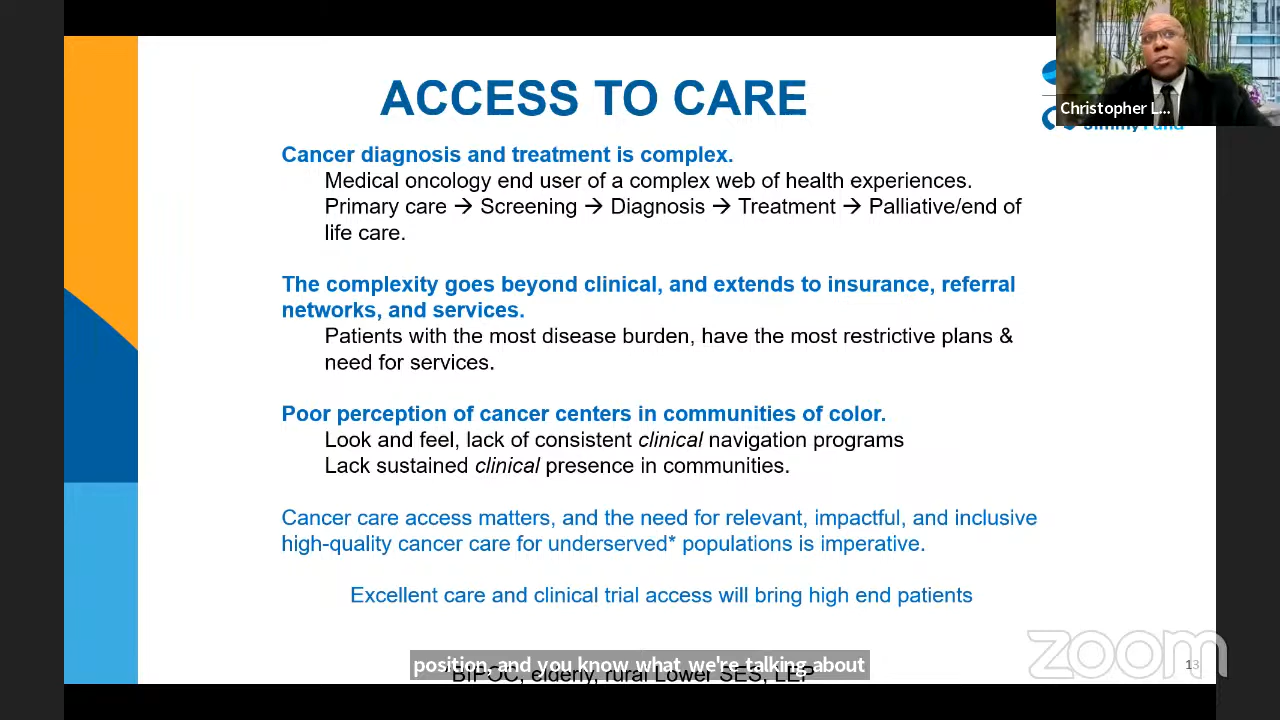 ACCESS TO CARE
Christopher L...
Cancer diagnosis and treatment is complex.
Medical oncology end user of a complex web of health experiences.
Primary care → Screening → Diagnosis → Treatment → Palliative/end of
life care.
The complexity goes beyond clinical, and extends to insurance, referral
networks, and services.
Patients with the most disease burden, have the most restrictive plans &
need for services.
Poor perception of cancer centers in communities of color.
Look and feel, lack of consistent clinical navigation programs
Lack sustained clinical presence in communities.
Cancer care access matters, and the need for relevant, impactful, and inclusive
high-quality cancer care for underserved* populations is imperative.
Excellent care and clinical trial access will bring high end patients
position, and you know what we're talking about
BIPOC, elderly, rural Lower SES, LEP
zoom
13